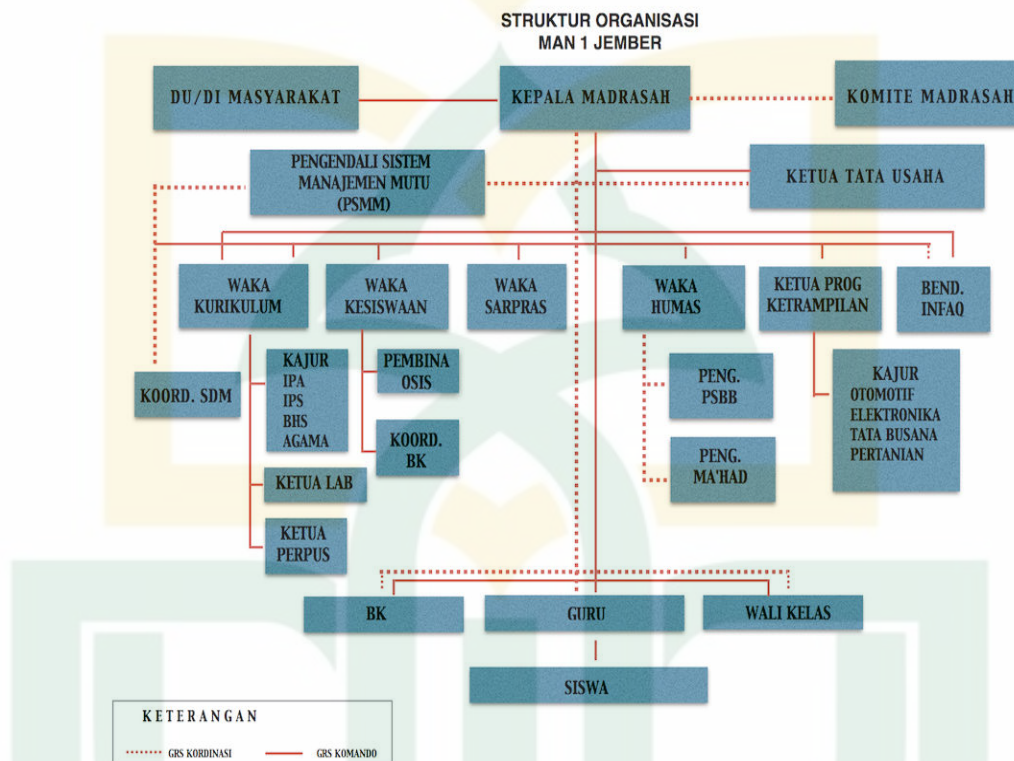 STRUKTUR ORGANISASI
MAN 1 JEMBER
DU/DI MASYARAKAT
KEPALA MADRASAH
KOMITE MADRASAH
PENGENDALI SISTEM
MANAJEMEN MUTU
(PSMM)
KETUA TATA USAHA
WAKA
KURIKULUM
WAKA
KESISWAAN
WAKA
SARPRAS
WAKA
HUMAS
KETUA PROG
KETRAMPILAN
BEND.
INFAQ
KOORD. SDM
KAJUR
IPA
IPS
BHS
AGAMA
PEMBINA
OSIS
KOORD.
BK
KETUA LAB
KETUA
PERPUS
PENG.
PSBB
PENG.
MA'HAD
KAJUR
OTOMOTIF
ELEKTRONIKA
TATA BUSANA
PERTANIAN
BK
GURU
WALI KELAS
SISWA
KETERANGAN
GRS KORDINASI
GRS KOMANDO